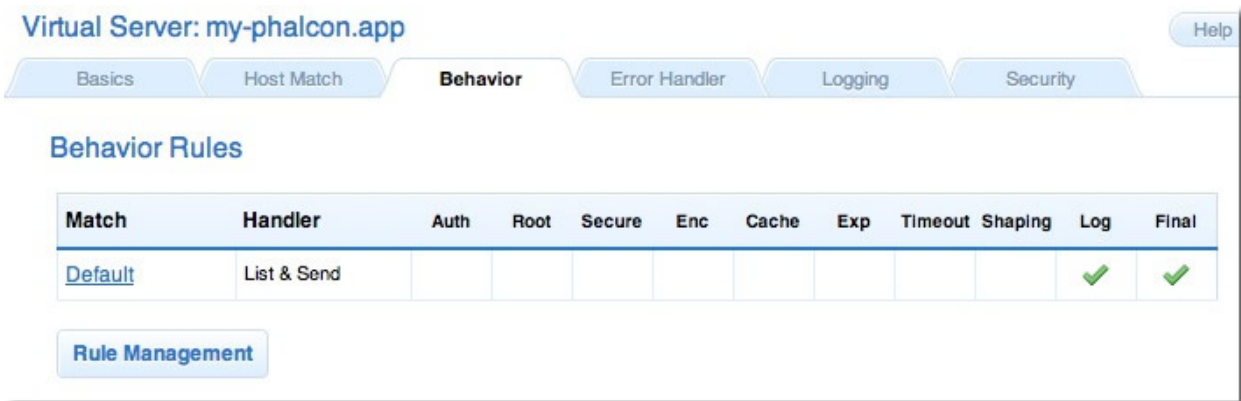 Virtual Server: my-phalcon.app Help
Basics Host Match Behavior Error Handler Logging Security
Behavior Rules
Match Handler Auth Root Secure Enc Cache Exp Timeout Shaping Log Final
Default List & Send
Rule Management